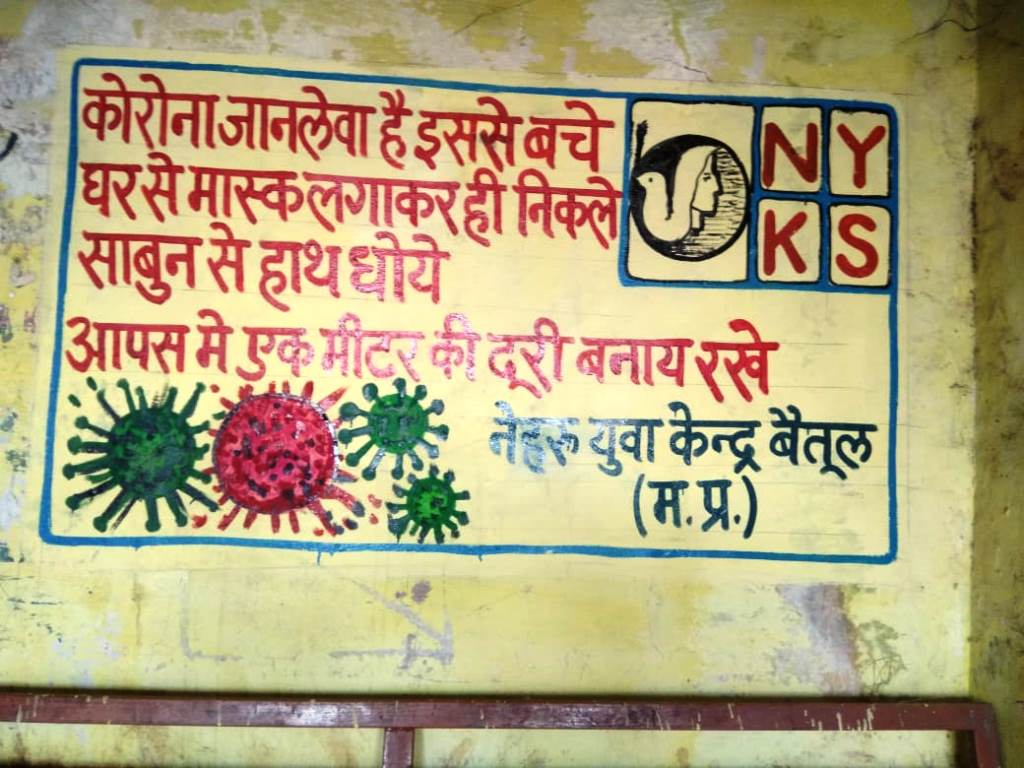 कोरोना जानलेवा है इससे बचे
घर से मास्क लगाकर ही निकले
साबुन से हाथ धोये
आपस मे एक मीटर की दूरी बनाय रखे
नेहरू युवा केन्द्र बैतूल
(म. प्र.)
NY
KS